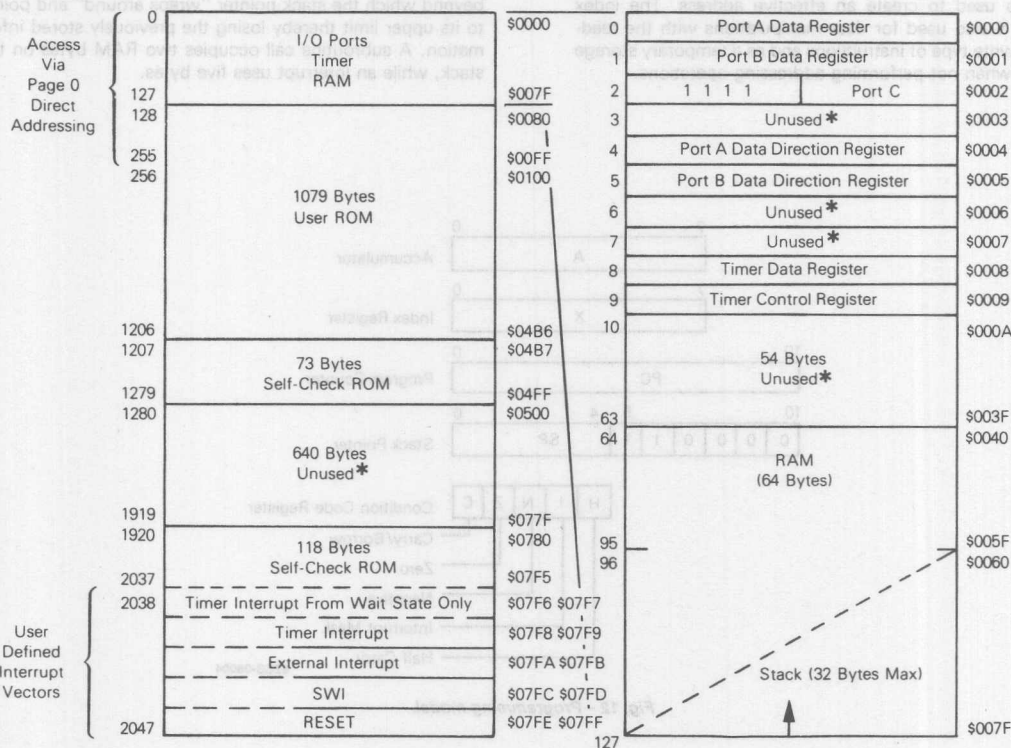 Access
Via
Page 0
Direct
Addressing
User
Defined
Interrupt
Vectors
0
I/O Ports
Timer
RAM
$0000
127
$007F
128
$0080
255
$00FF
256
$0100
1079 Bytes
User ROM
1206
$04B6
1207
$04B7
73 Bytes
Self-Check ROM
1279
$04FF
1280
$0500
640 Bytes
Unused*
1919
$077F
1920
$0780
118 Bytes
Self-Check ROM
2037
$07F5
2038 Timer Interrupt From Wait State Only $07F6 $07F7
Timer Interrupt $07F8 $07F9
External Interrupt $07FA $07FB
SWI $07FC $07FD
2047 RESET $07FE $07FF
0 Port A Data Register $0000
1 Port B Data Register $0001
2 1 1 1 1 Port C $0002
3 Unused* $0003
4 Port A Data Direction Register $0004
5 Port B Data Direction Register $0005
6 Unused* $0006
7 Unused* $0007
8 Timer Data Register $0008
9 Timer Control Register $0009
10 $000A
54 Bytes
Unused*
63 $003F
64 $0040
RAM
(64 Bytes)
95 $005F
96 $0060
Stack (32 Bytes Max)
127 $007F